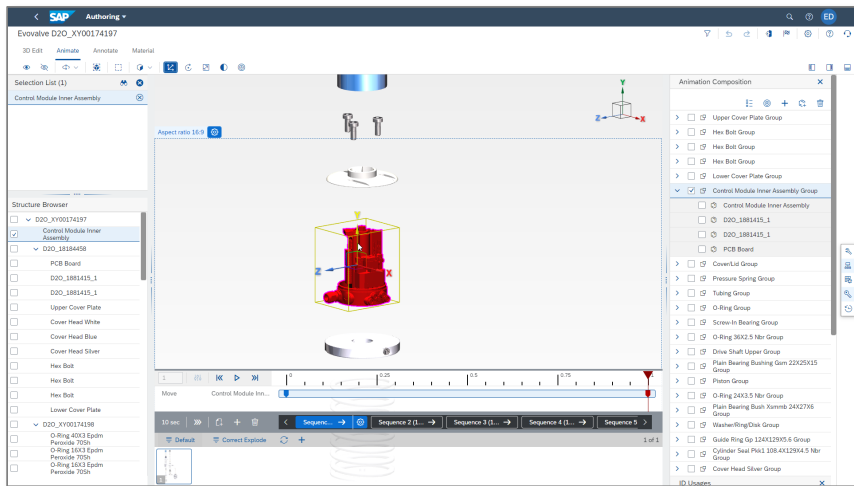 SAP Authoring
ED
Evovalve D2O_XY00174197
3D Edit Animate Annotate Material
Selection List (1)
Control Module Inner Assembly
Structure Browser
D2O_XY00174197
Control Module Inner
Assembly
D2O_18184458
PCB Board
D2O_1881415_1
D2O_1881415_1
Upper Cover Plate
Cover Head White
Cover Head Blue
Cover Head Silver
Hex Bolt
Hex Bolt
Hex Bolt
Lower Cover Plate
D2O_XY00174198
O-Ring 40X3 Epdm
Peroxide 70Sh
O-Ring 16X3 Epdm
Peroxide 70Sh
O-Ring 16X3 Epdm
Peroxide 70Sh
Aspect ratio 16:9
Y
Z
X
Y
Z
X
1
0
0.25
0.5
0.75
1
Move Control Module Inn...
10 sec
Sequenc... → Sequence 2 (1... → Sequence 3 (1... → Sequence 4 (1... → Sequence 5
Default Correct Explode
1 of 1
1
Animation Composition
Upper Cover Plate Group
Hex Bolt Group
Hex Bolt Group
Hex Bolt Group
Lower Cover Plate Group
Control Module Inner Assembly Group
Control Module Inner Assembly
D2O_1881415_1
D2O_1881415_1
PCB Board
Cover/Lid Group
Pressure Spring Group
Tubing Group
O-Ring Group
Screw-In Bearing Group
O-Ring 36X2.5 Nbr Group
Drive Shaft Upper Group
Plain Bearing Bushing Gsm 22X25X15
Group
Piston Group
O-Ring 24X3.5 Nbr Group
Plain Bearing Bush Xsmmb 24X27X6
Group
Washer/Ring/Disk Group
Guide Ring Gp 124X129X5.6 Group
Cylinder Seal Pkk1 108.4X129X4.5 Nbr
Group
Cover Head Silver Group
ID Usages